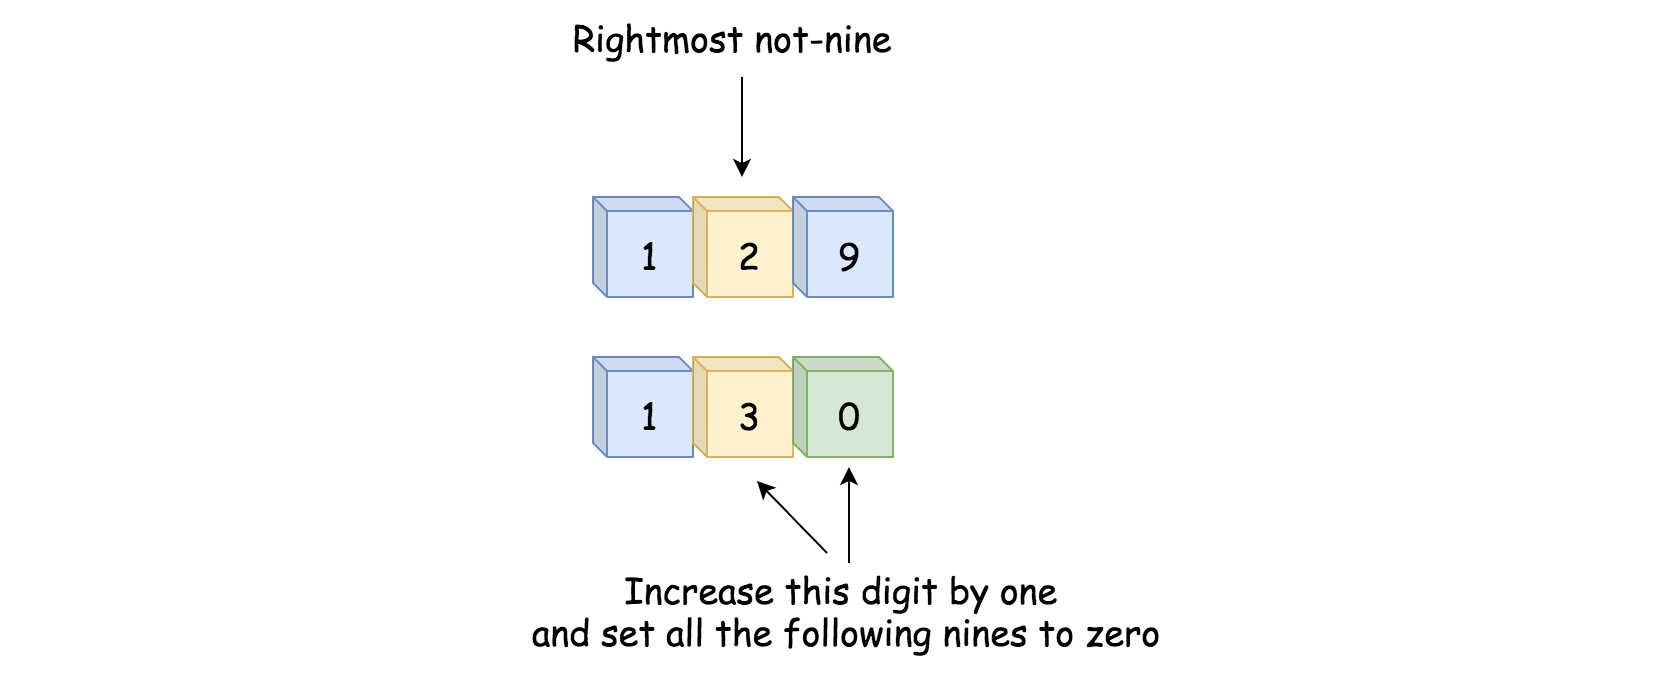 Rightmost not-nine
1 2 9
1 3 0
Increase this digit by one
and set all the following nines to zero